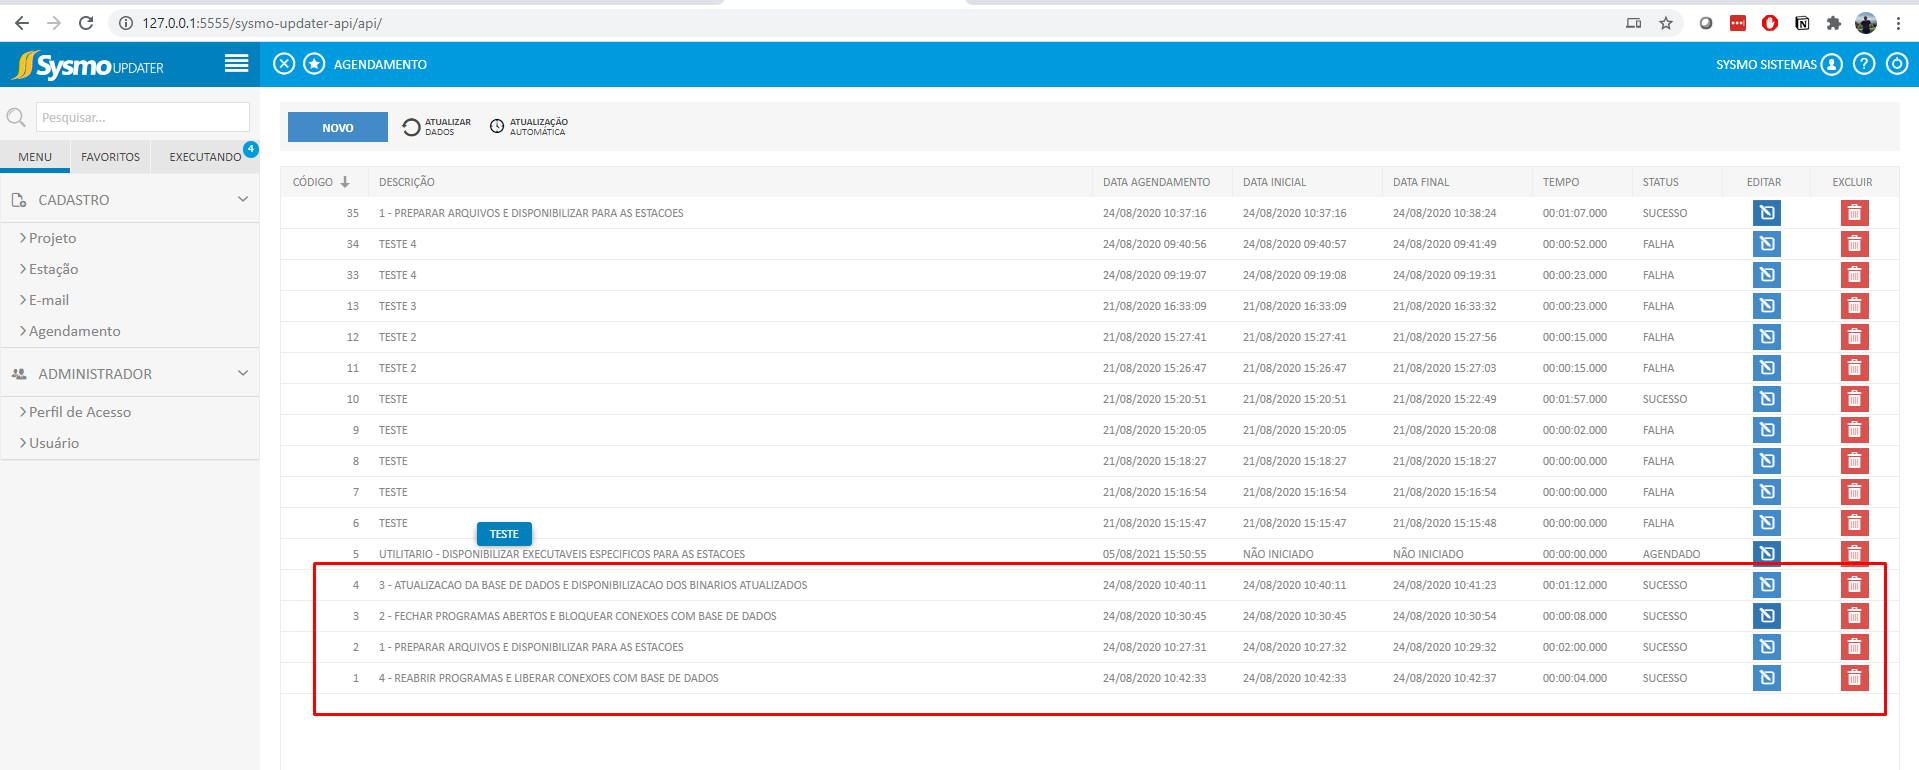 127.0.0.1:5555/sysmo-updater-api/api/
Sysmo UPDATER
AGENDAMENTO
SYSMO SISTEMAS
?
Pesquisar...
NOVO
ATUALIZAR DADOS
ATUALIZAÇÃO AUTOMÁTICA
MENU FAVORITOS EXECUTANDO 4
CADASTRO
Projeto
Estação
E-mail
Agendamento
ADMINISTRADOR
Perfil de Acesso
Usuário
CÓDIGO DESCRIÇÃO DATA AGENDAMENTO DATA INICIAL DATA FINAL TEMPO STATUS EDITAR EXCLUIR
35 1 - PREPARAR ARQUIVOS E DISPONIBILIZAR PARA AS ESTACOES 24/08/2020 10:37:16 24/08/2020 10:37:16 24/08/2020 10:38:24 00:01:07.000 SUCESSO
34 TESTE 4 24/08/2020 09:40:56 24/08/2020 09:40:57 24/08/2020 09:41:49 00:00:52.000 FALHA
33 TESTE 4 24/08/2020 09:19:07 24/08/2020 09:19:08 24/08/2020 09:19:31 00:00:23.000 FALHA
13 TESTE 3 21/08/2020 16:33:09 21/08/2020 16:33:09 21/08/2020 16:33:32 00:00:23.000 FALHA
12 TESTE 2 21/08/2020 15:27:41 21/08/2020 15:27:41 21/08/2020 15:27:56 00:00:15.000 FALHA
11 TESTE 2 21/08/2020 15:26:47 21/08/2020 15:26:47 21/08/2020 15:27:03 00:00:15.000 FALHA
10 TESTE 21/08/2020 15:20:51 21/08/2020 15:20:51 21/08/2020 15:22:49 00:01:57.000 SUCESSO
9 TESTE 21/08/2020 15:20:05 21/08/2020 15:20:05 21/08/2020 15:20:08 00:00:02.000 FALHA
8 TESTE 21/08/2020 15:18:27 21/08/2020 15:18:27 21/08/2020 15:18:27 00:00:00.000 FALHA
7 TESTE 21/08/2020 15:16:54 21/08/2020 15:16:54 21/08/2020 15:16:54 00:00:00.000 FALHA
6 TESTE 21/08/2020 15:15:47 21/08/2020 15:15:47 21/08/2020 15:15:48 00:00:00.000 FALHA
TESTE
5 UTILITARIO - DISPONIBILIZAR EXECUTAVEIS ESPECIFICOS PARA AS ESTACOES 05/08/2021 15:50:55 NÃO INICIADO NÃO INICIADO 00:00:00.000 AGENDADO
4 3 - ATUALIZACAO DA BASE DE DADOS E DISPONIBILIZACAO DOS BINARIOS ATUALIZADOS 24/08/2020 10:40:11 24/08/2020 10:40:11 24/08/2020 10:41:23 00:01:12.000 SUCESSO
3 2 - FECHAR PROGRAMAS ABERTOS E BLOQUEAR CONEXOES COM BASE DE DADOS 24/08/2020 10:30:45 24/08/2020 10:30:45 24/08/2020 10:30:54 00:00:08.000 SUCESSO
2 1 - PREPARAR ARQUIVOS E DISPONIBILIZAR PARA AS ESTACOES 24/08/2020 10:27:31 24/08/2020 10:27:32 24/08/2020 10:29:32 00:02:00.000 SUCESSO
1 4 - REABRIR PROGRAMAS E LIBERAR CONEXOES COM BASE DE DADOS 24/08/2020 10:42:33 24/08/2020 10:42:33 24/08/2020 10:42:37 00:00:04.000 SUCESSO